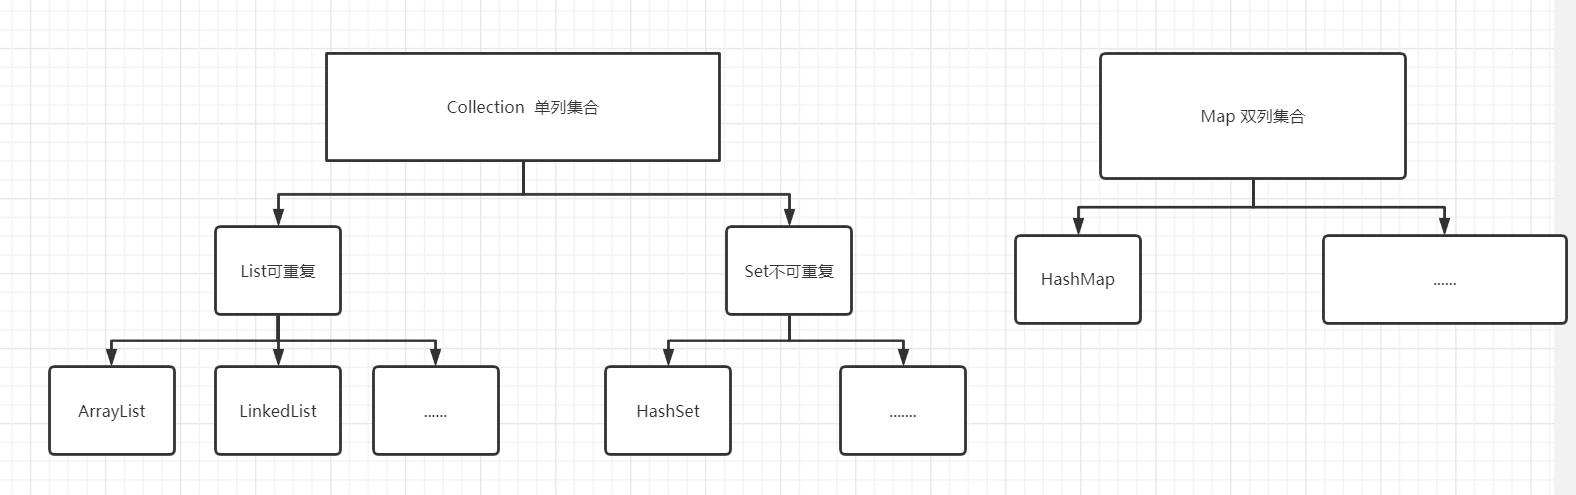 Collection 单列集合
Map 双列集合
List可重复
Set不可重复
HashMap
......
ArrayList
LinkedList
......
HashSet
.......